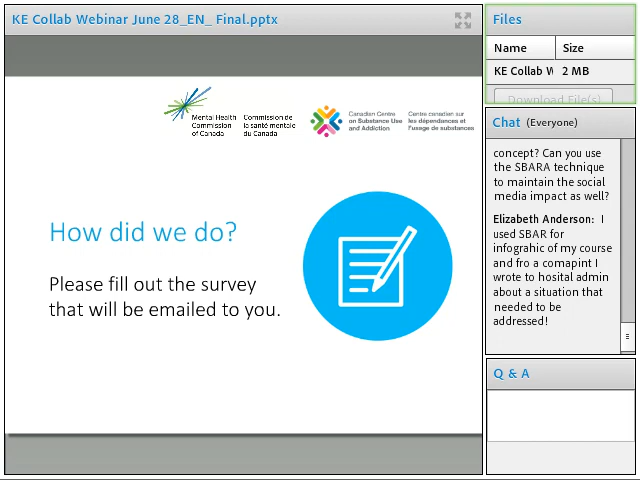 KE Collab Webinar June 28_EN_ Final.pptx
Mental Health
Commission
of Canada
Commission de
la santé mentale
du Canada
Canadian Centre
on Substance Use
and Addiction
Centre canadien sur
les dépendances et
l'usage de substances
How did we do?
Please fill out the survey
that will be emailed to you.
Files
Name Size
KE Collab W 2 MB
Download File(s)
Chat (Everyone)
concept? Can you use
the SBARA technique
to maintain the social
media impact as well?
Elizabeth Anderson: I
used SBAR for
infograhic of my course
and fro a comapint I
wrote to hosital admin
about a situation that
needed to be
addressed!
Q & A